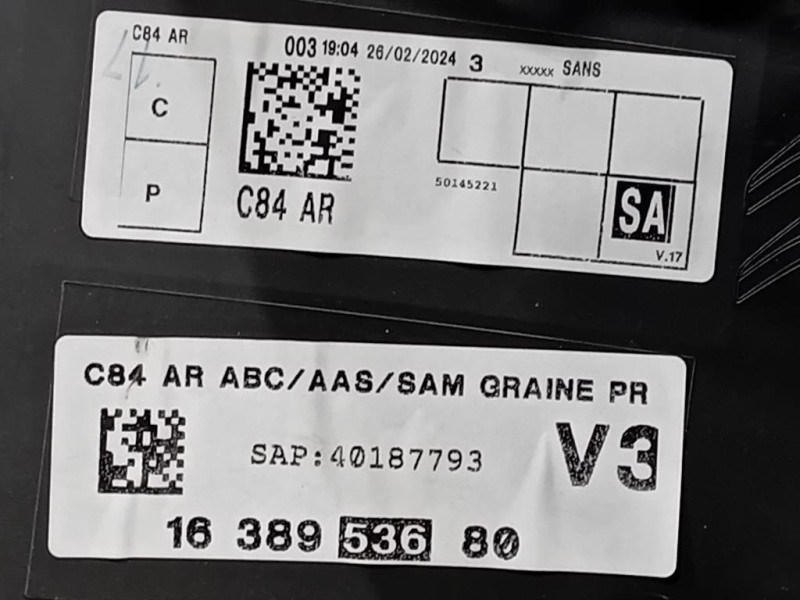 C84 AR
003 19:04 26/02/2024 3 xxxxx SANS
C
P
C84 AR
50145221
SA
V.17
C84 AR ABC/AAS/SAM GRAINE PR
SAP:40187793
V3
16 389 536 80